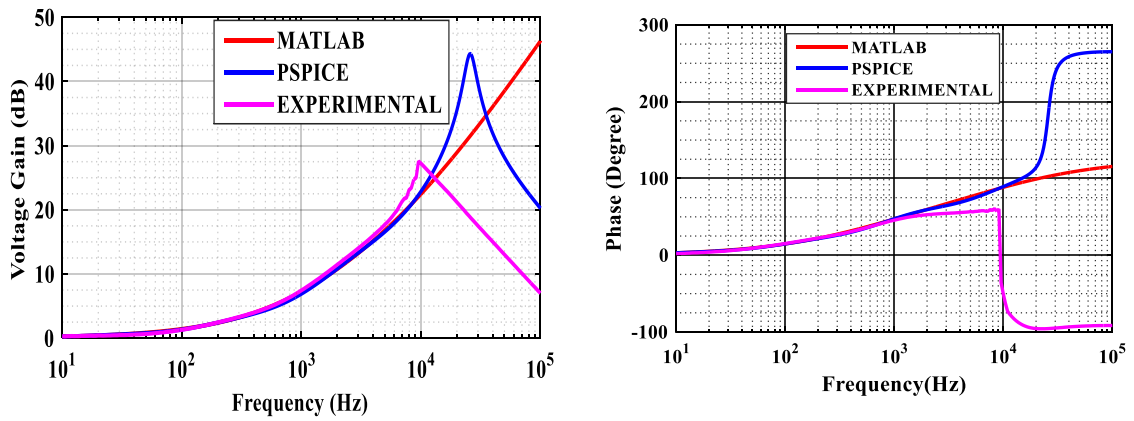 50
40
30
20
10
0
Voltage Gain (dB)
MATLAB
PSPICE
EXPERIMENTAL
10^1 10^2 10^3 10^4 10^5
Frequency (Hz)
300
200
100
0
-100
Phase (Degree)
MATLAB
PSPICE
EXPERIMENTAL
10^1 10^2 10^3 10^4 10^5
Frequency(Hz)